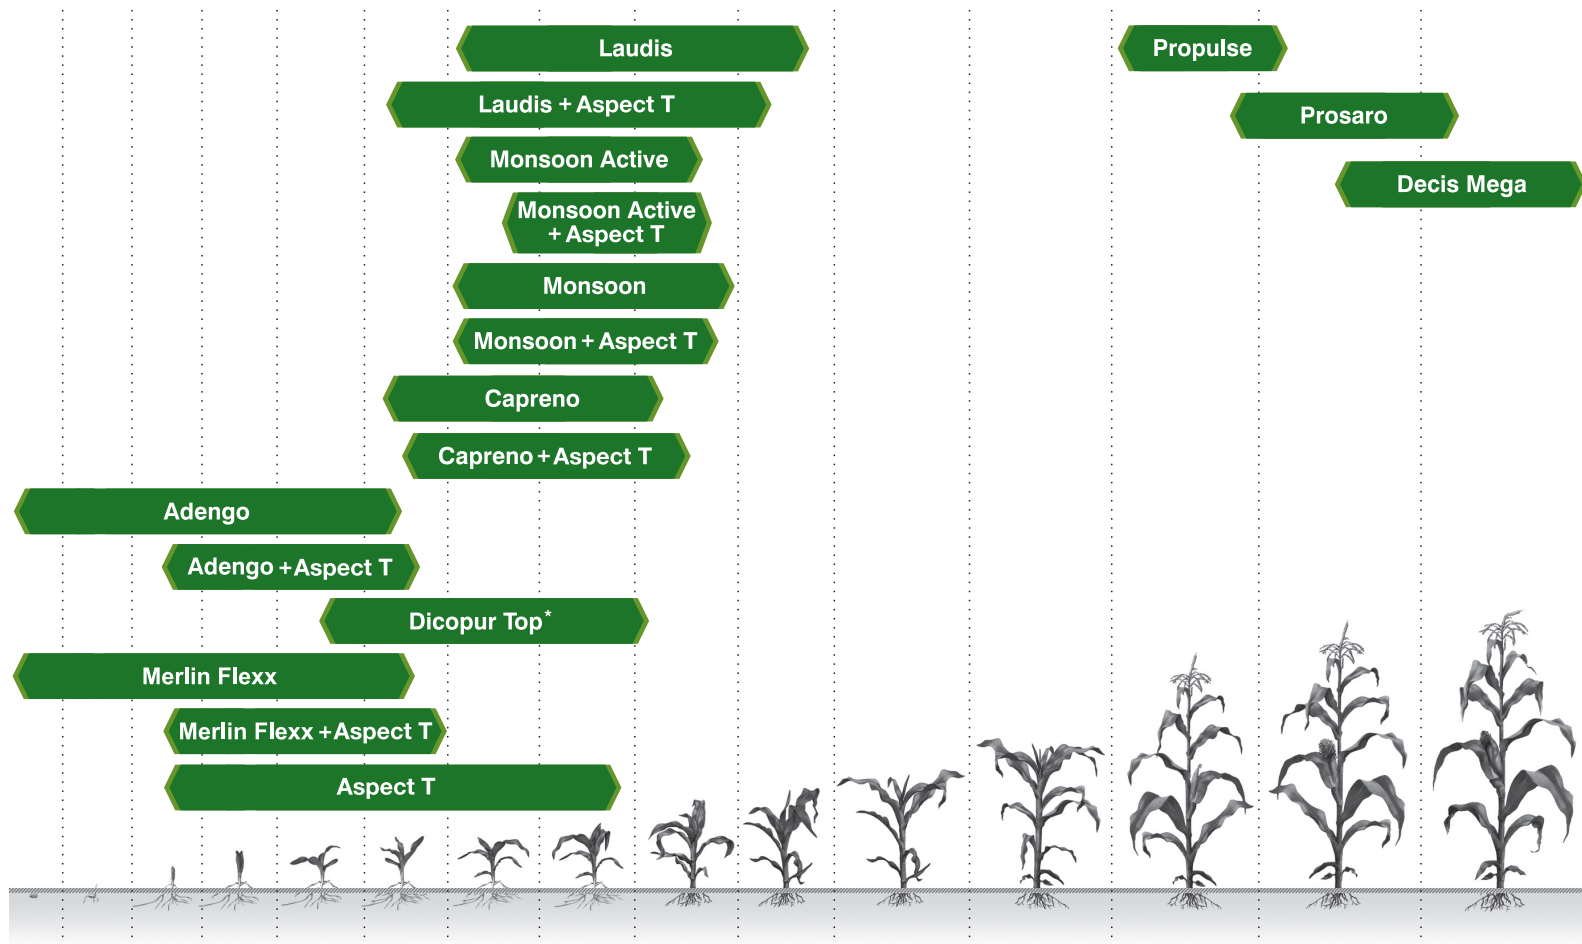 Laudis
Propulse
Laudis + Aspect T
Prosaro
Monsoon Active
Decis Mega
Monsoon Active
+ Aspect T
Monsoon
Monsoon + Aspect T
Capreno
Capreno + Aspect T
Adengo
Adengo + Aspect T
Dicopur Top*
Merlin Flexx
Merlin Flexx + Aspect T
Aspect T